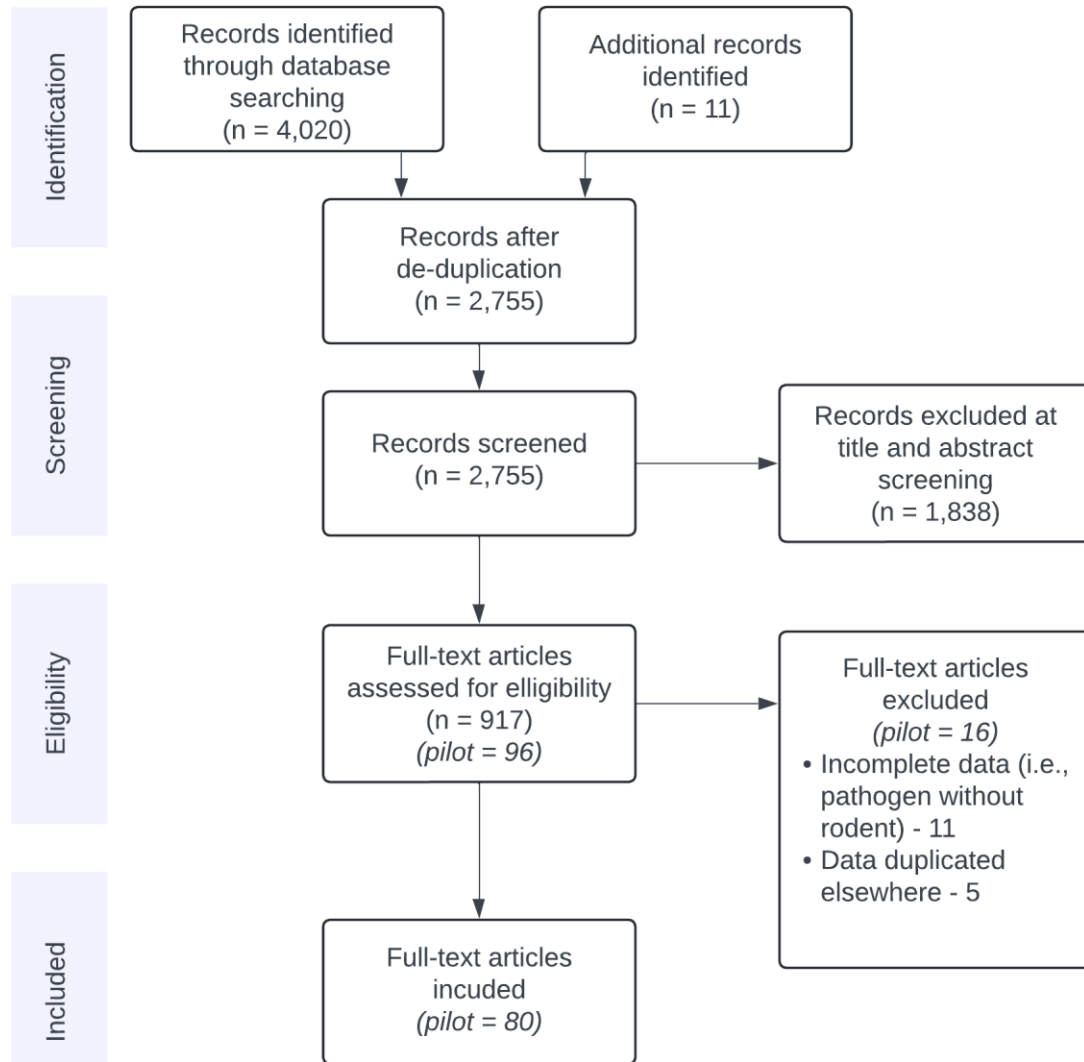 Identification
Records identified
through database
searching
(n = 4,020)
Additional records
identified
(n = 11)
Records after
de-duplication
(n = 2,755)
Screening
Records screened
(n = 2,755)
Records excluded at
title and abstract
screening
(n = 1,838)
Eligibility
Full-text articles
assessed for elligibility
(n = 917)
(pilot = 96)
Full-text articles
excluded
(pilot = 16)
• Incomplete data (i.e.,
pathogen without
rodent) - 11
• Data duplicated
elsewhere - 5
Included
Full-text articles
incuded
(pilot = 80)